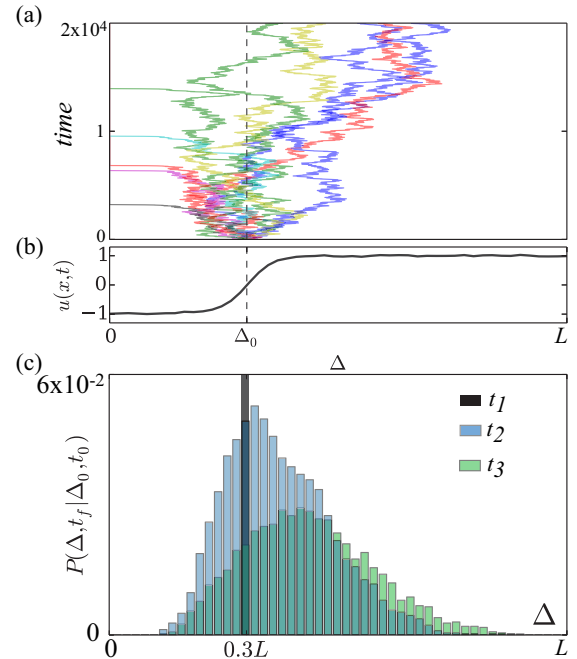 (a)
2x10⁴
time
1
0
(b)
u(x,t)
1
0
−1
0
Δ₀
L
Δ
(c)
6x10⁻²
P(Δ,t_f|Δ₀,t₀)
t₁
t₂
t₃
0
Δ
0
0.3L
L